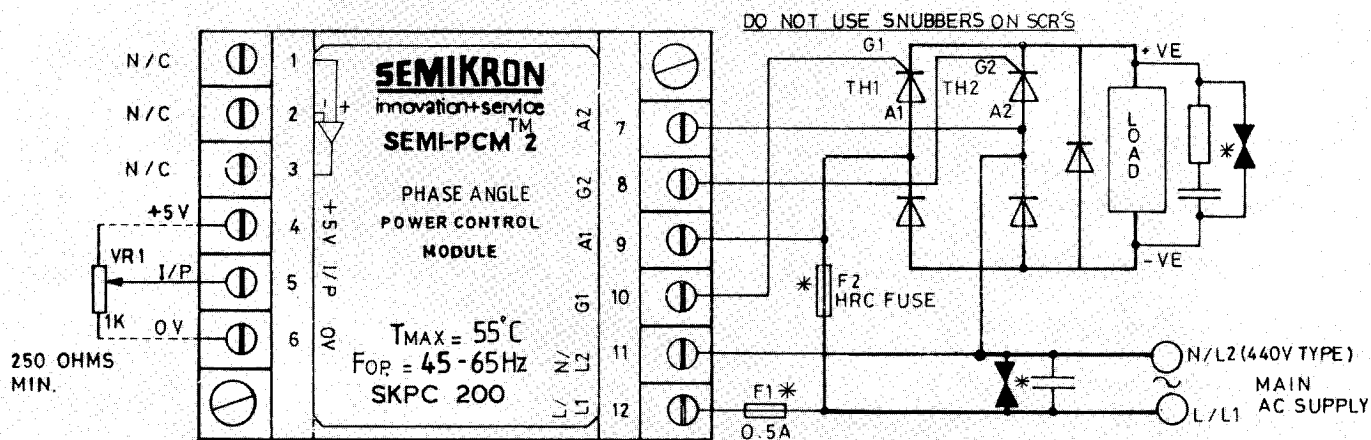 DO NOT USE SNUBBERS ON SCR'S
N/C
N/C
N/C
+5V
VR1
I/P
1K
0V
250 OHMS
MIN.
1
2
3
4
5
6
- +
+5V
I/P
0V
SEMIKRON
innovation+service
SEMI-PCM™ 2
PHASE ANGLE
POWER CONTROL
MODULE
TMAX = 55°C
FOP. = 45-65Hz
SKPC 200
A2
G2
A1
G1
N/
L2
L/
L1
7
8
9
10
11
12
G1
TH1
A1
G2
TH2
A2
+VE
LOAD
*
-VE
* F2
HRC FUSE
F1 *
0.5A
*
N/L2 (440V TYPE)
~ MAIN
AC SUPPLY
L/L1